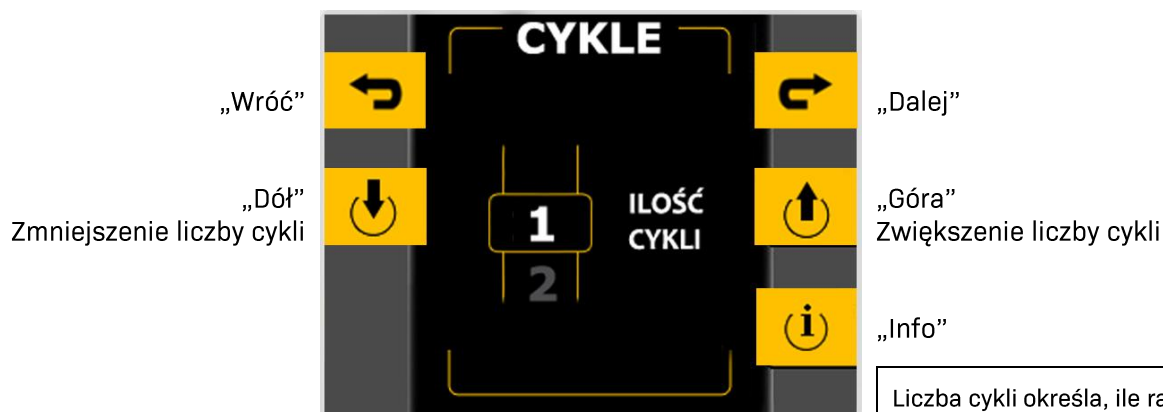 CYKLE
„Wróć”
„Dalej”
„Dół”
Zmniejszenie liczby cykli
1
2
ILOŚĆ
CYKLI
„Góra”
Zwiększenie liczby cykli
i
„Info”
Liczba cykli określa, ile